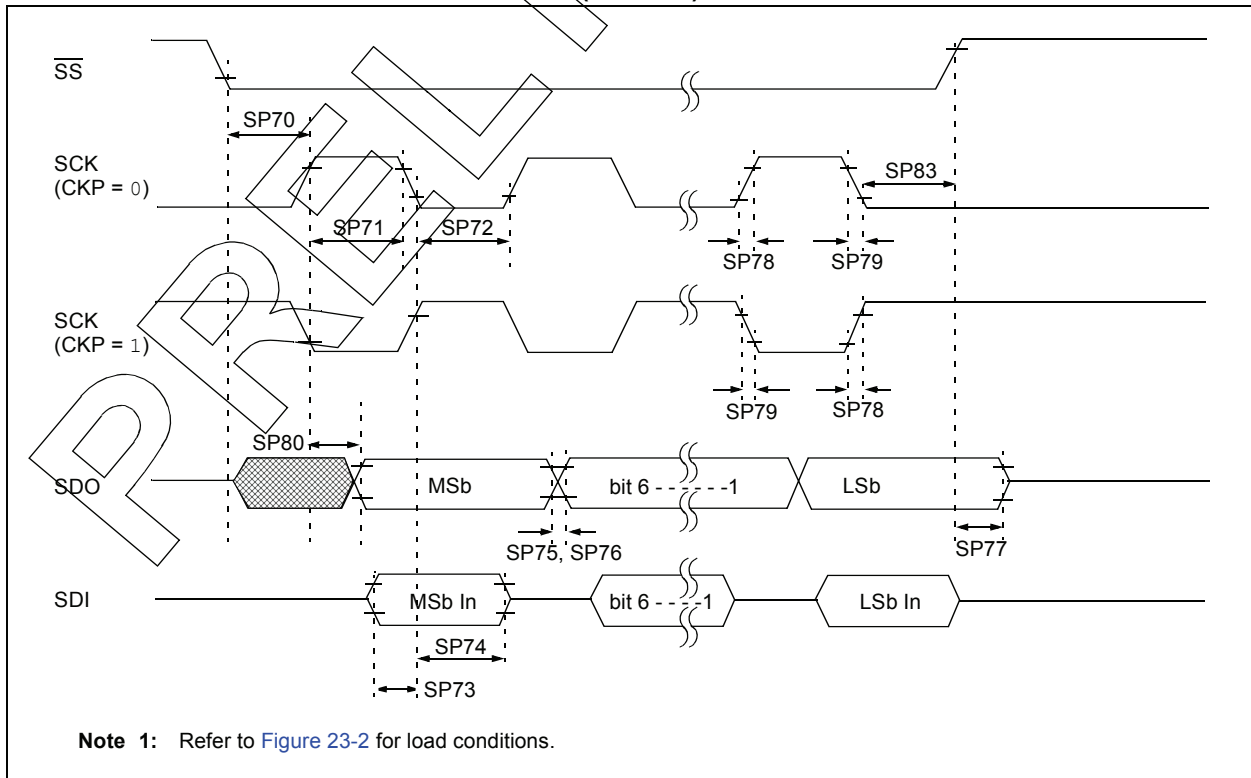 SS
SP70
SCK
(CKP = 0)
SP83
SP71
SP72
SP78
SP79
SCK
(CKP = 1)
SP79
SP78
SP80
SDO
MSb
bit 6 - - - - - -1
LSb
SP75, SP76
SP77
SDI
MSb In
bit 6 - - - -1
LSb In
SP74
SP73
Note 1: Refer to Figure 23-2 for load conditions.
PREL